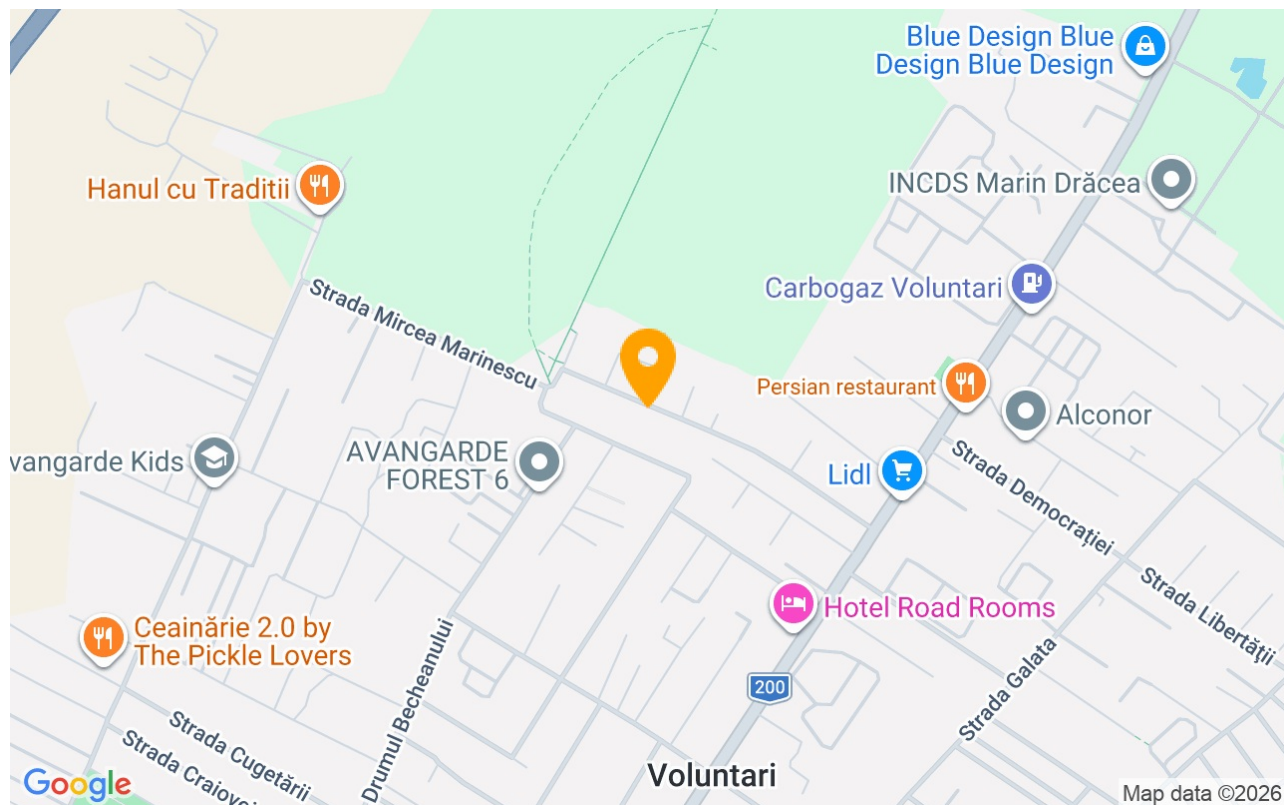 Blue Design Blue
Design Blue Design
Hanul cu Traditii
INCDS Marin Drăcea
Carbogaz Voluntari
Strada Mircea Marinescu
Persian restaurant
Alconor
vangarde Kids
AVANGARDE
FOREST 6
Lidl
Strada Democrației
Strada Libertății
Hotel Road Rooms
Ceainărie 2.0 by
The Pickle Lovers
Drumul Becheanului
Strada Galata
200
Strada Cugetării
Strada Craiovei
Voluntari
Google
Map data ©2026